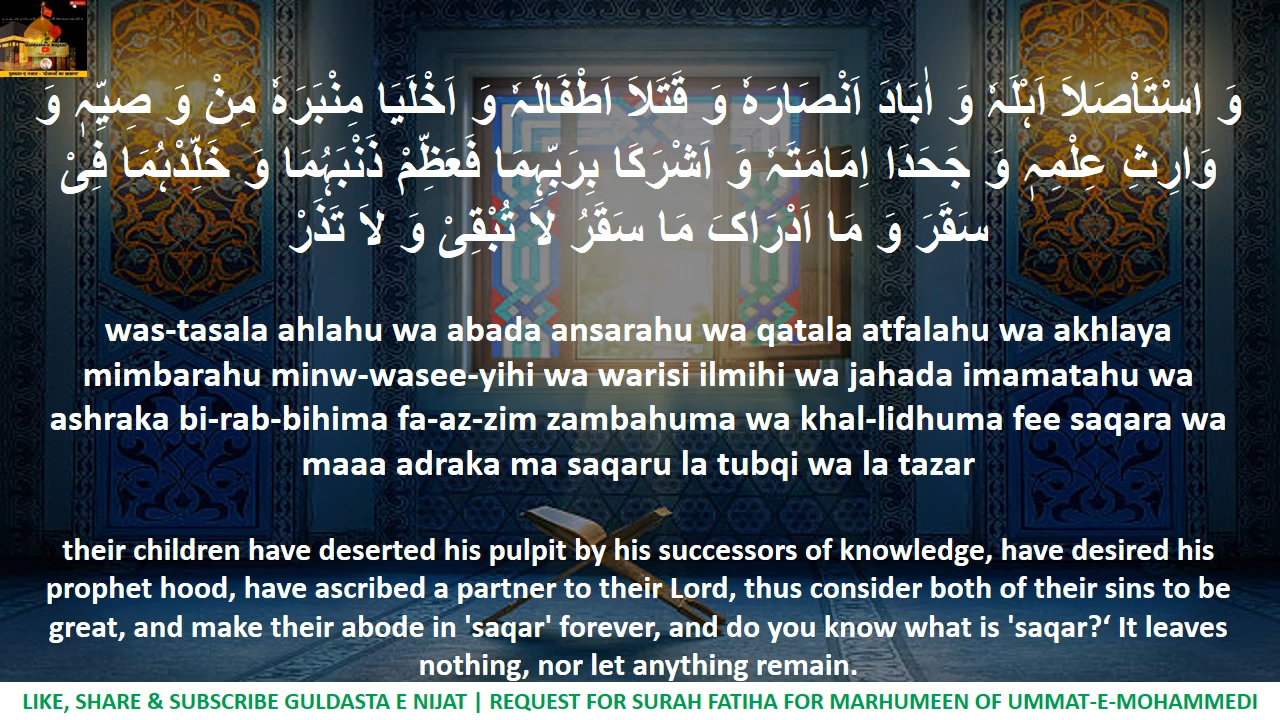 وَ اسْتَأْصَلاَ اَہْلَہٗ وَ اَبَادَ اَنْصَارَہٗ وَ قَتَلاَ اَطْفَالَہٗ وَ اَخْلَيَا مِنْبَرَہٗ مِنْ وَ صِيِّہٖ وَ
وَارِثِ عِلْمِہٖ وَ جَحَدَا اِمَامَتَہٗ وَ اَشْرَكَا بِرَبِّہِمَا فَعَظِّمْ ذَنْبَہُمَا وَ خَلِّدْہُمَا فِیْ
سَقَرَ وَ مَا اَدْرَاکَ مَا سَقَرُ لاَ تُبْقِیْ وَ لاَ تَذَرْ
was-tasala ahlahu wa abada ansarahu wa qatala atfalahu wa akhlaya
mimbarahu minw-wasee-yihi wa warisi ilmihi wa jahada imamatahu wa
ashraka bi-rab-bihima fa-az-zim zambahuma wa khal-lidhuma fee saqara wa
maaa adraka ma saqaru la tubqi wa la tazar
their children have deserted his pulpit by his successors of knowledge, have desired his
prophet hood, have ascribed a partner to their Lord, thus consider both of their sins to be
great, and make their abode in 'saqar' forever, and do you know what is 'saqar?‘ It leaves
nothing, nor let anything remain.
LIKE, SHARE & SUBSCRIBE GULDASTA E NIJAT | REQUEST FOR SURAH FATIHA FOR MARHUMEEN OF UMMAT-E-MOHAMMEDI